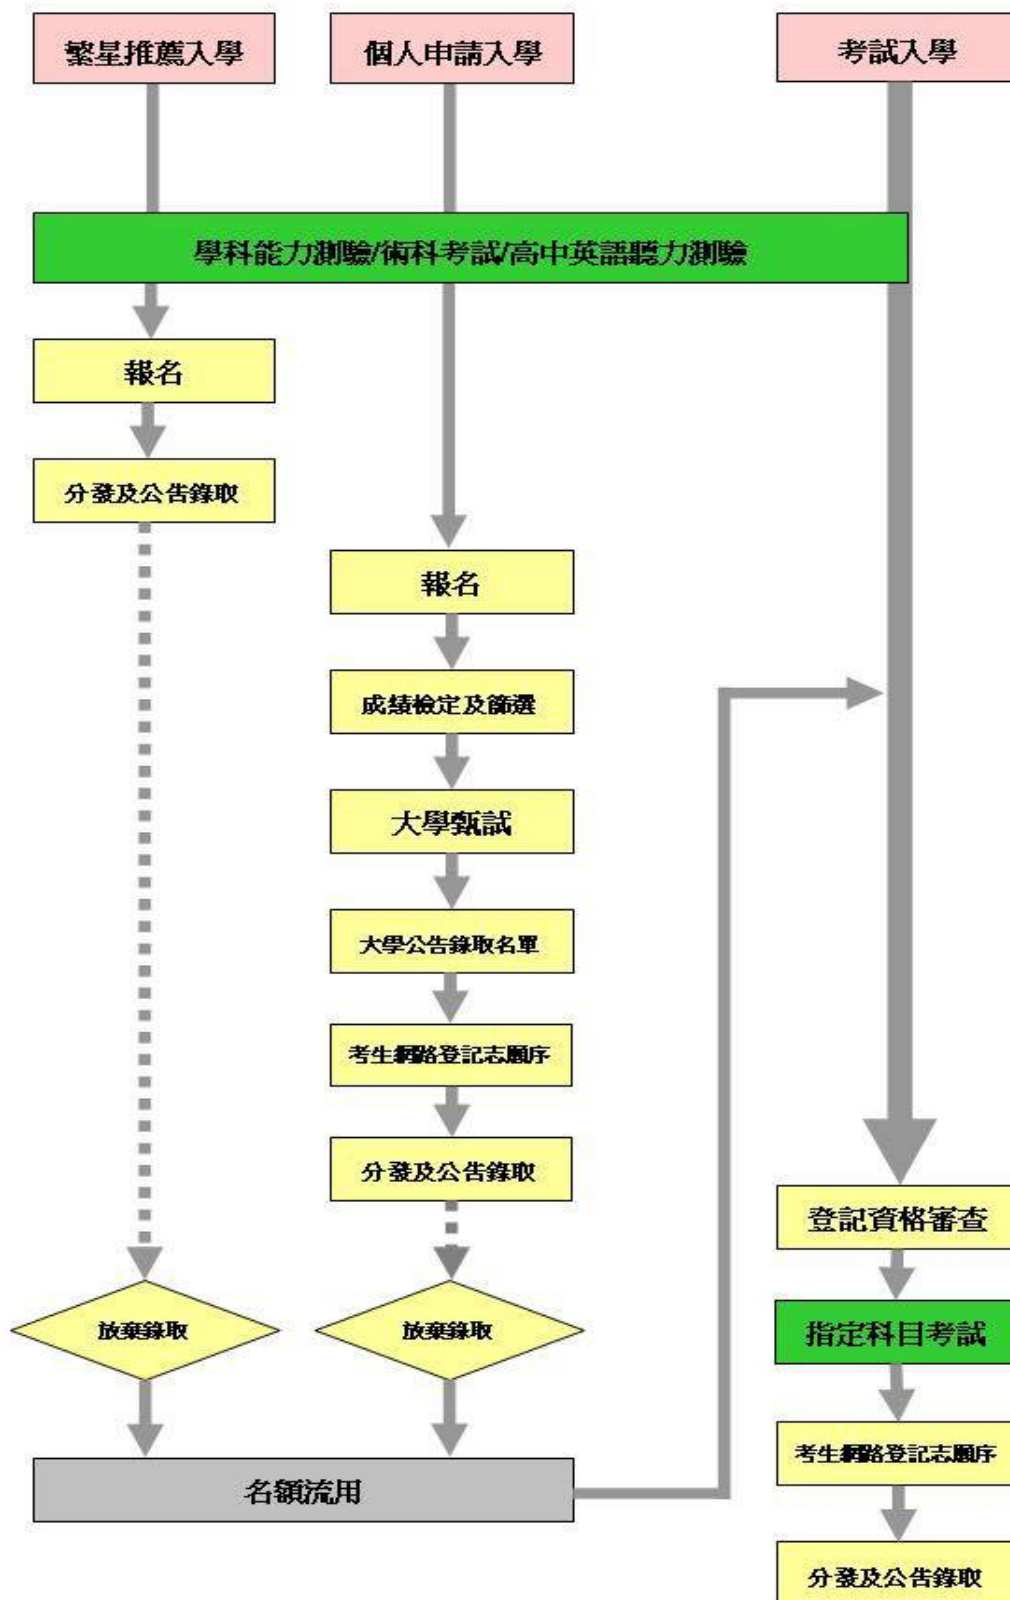 繁星推薦入學
個人申請入學
考試入學
學科能力測驗/術科考試/高中英語聽力測驗
報名
分發及公告錄取
報名
成績檢定及篩選
大學甄試
大學公告錄取名單
考生網路登記志願序
分發及公告錄取
放棄錄取
放棄錄取
名額流用
登記資格審查
指定科目考試
考生網路登記志願序
分發及公告錄取